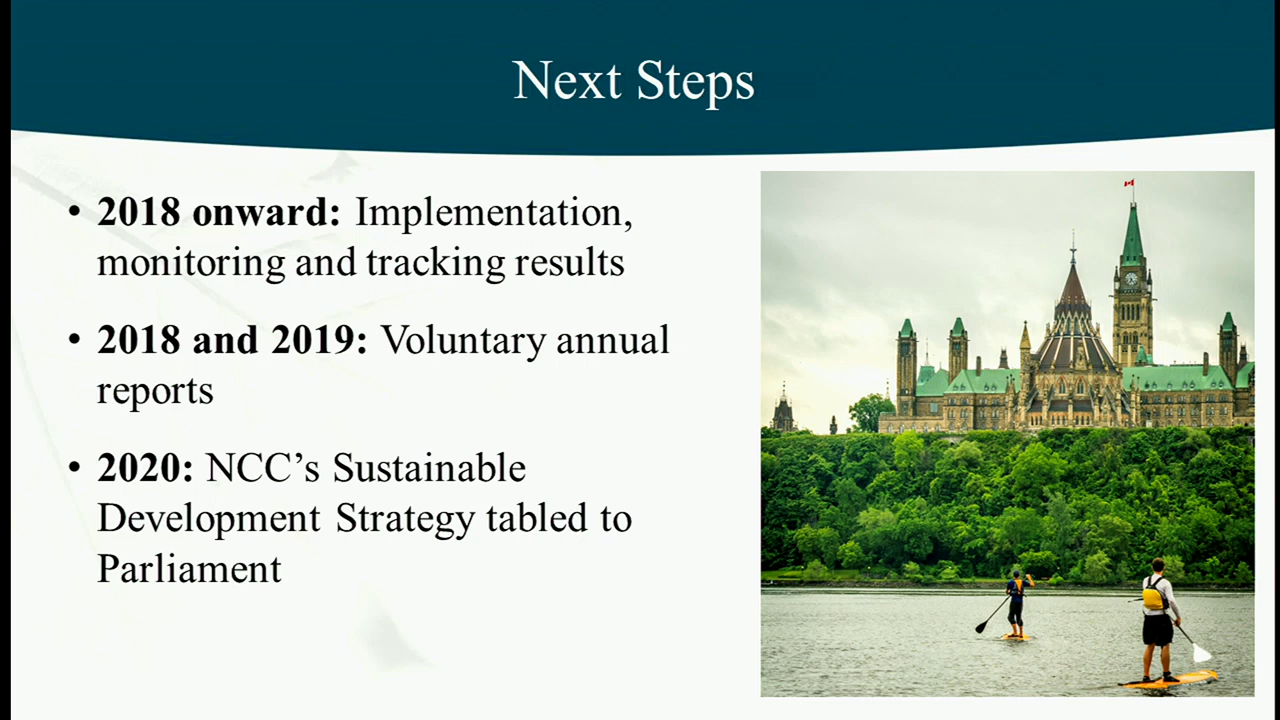 Next Steps
• 2018 onward: Implementation,
monitoring and tracking results
• 2018 and 2019: Voluntary annual
reports
• 2020: NCC’s Sustainable
Development Strategy tabled to
Parliament